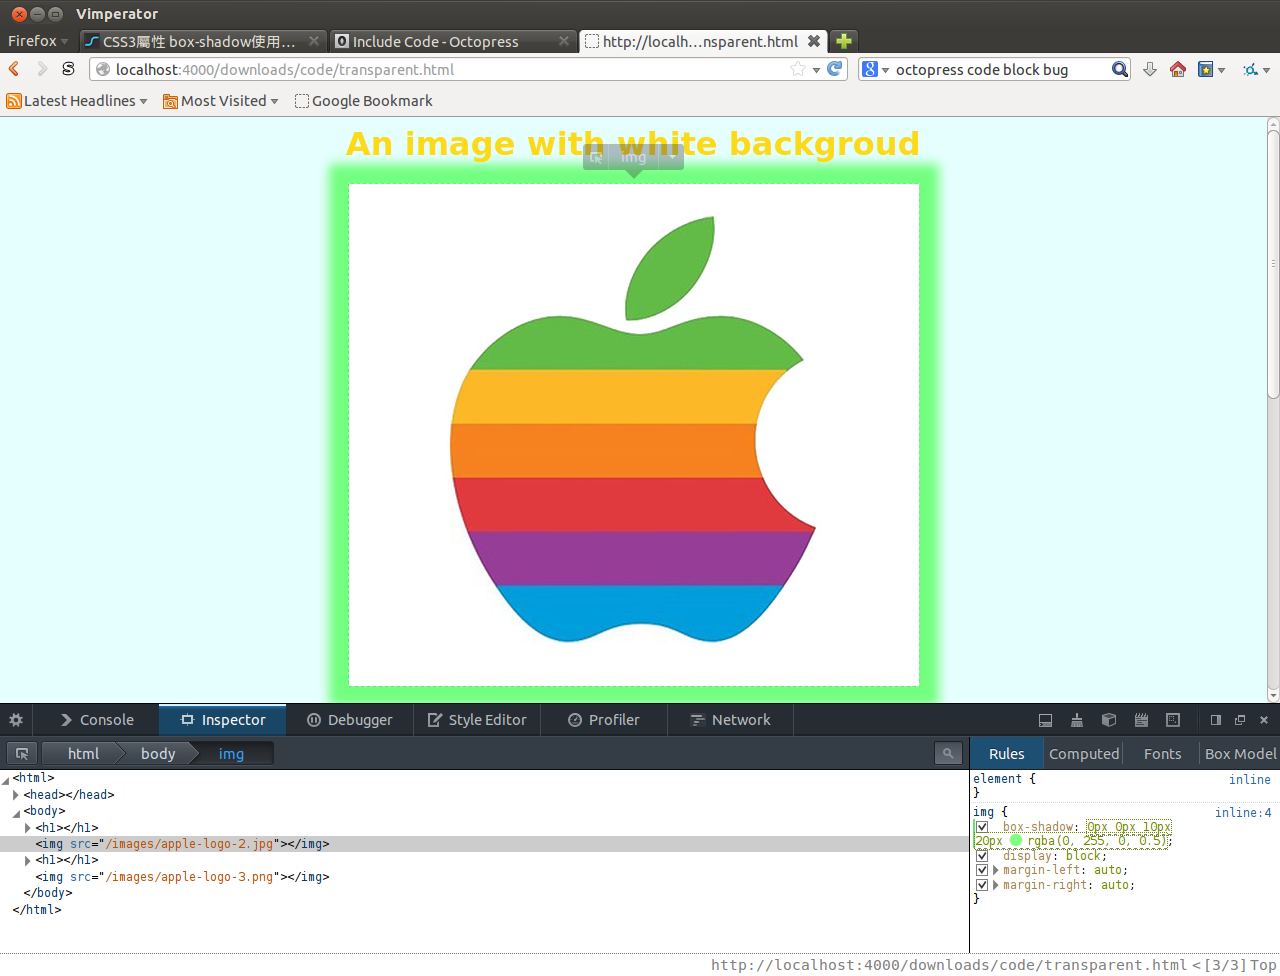 Vimperator
Firefox
CSS3屬性 box-shadow使用...
Include Code - Octopress
http://localh...nsparent.html
S
localhost:4000/downloads/code/transparent.html
8
octopress code block bug
Latest Headlines
Most Visited
Google Bookmark
An image with white backgroud
img
Console
Inspector
Debugger
Style Editor
Profiler
Network
html
body
img
Rules
Computed
Fonts
Box Model
<html>
<head></head>
<body>
<h1></h1>
<img src="/images/apple-logo-2.jpg"></img>
<h1></h1>
<img src="/images/apple-logo-3.png"></img>
</body>
</html>
element {
inline
}
img {
inline:4
box-shadow: 0px 0px 10px
20px rgba(0, 255, 0, 0.5);
display: block;
margin-left: auto;
margin-right: auto;
}
http://localhost:4000/downloads/code/transparent.html <[3/3] Top